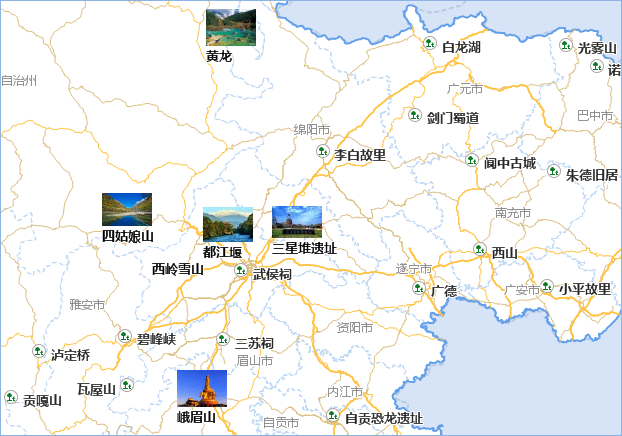 白龙湖
光雾山
黄龙
诺
自治州
广元市
剑门蜀道
巴中市
绵阳市
李白故里
阆中古城
朱德旧居
南充市
四姑娘山
都江堰
三星堆遗址
西山
西岭雪山
武侯祠
遂宁市
广德
广安市
小平故里
雅安市
资阳市
碧峰峡
三苏祠
泸定桥
眉山市
瓦屋山
内江市
贡嘎山
峨眉山
自贡恐龙遗址
自贡市